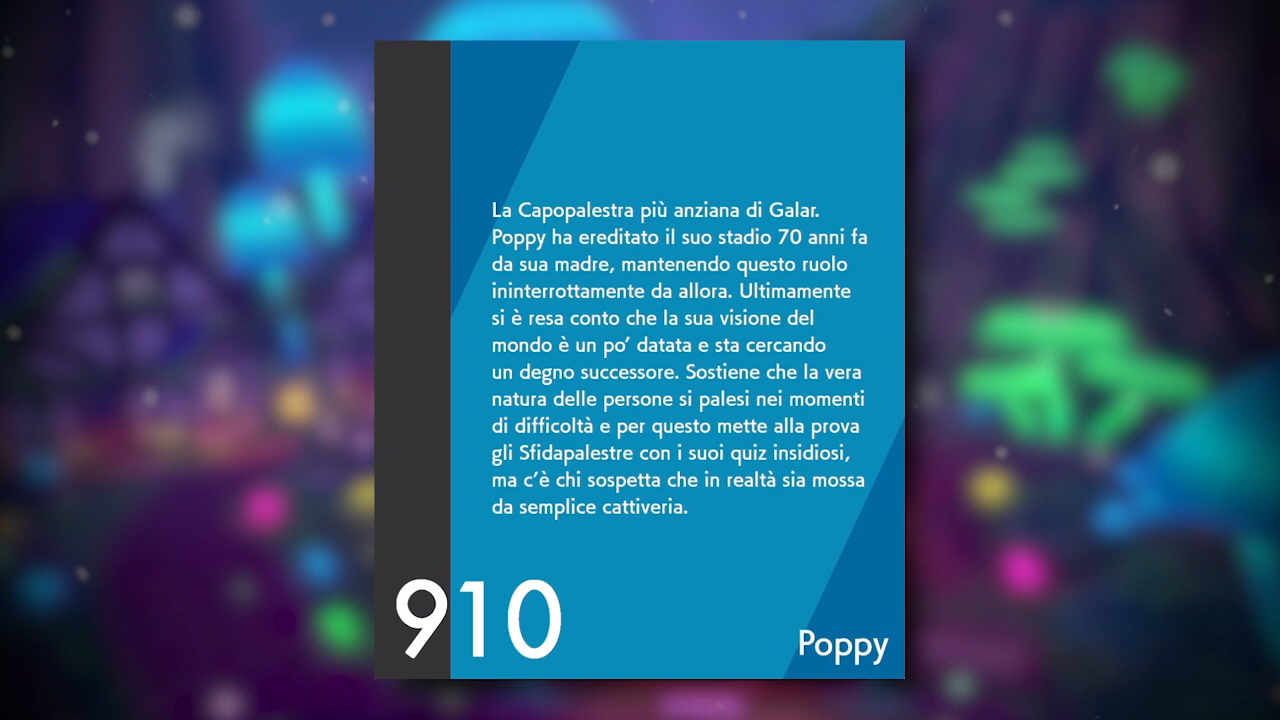 La Capopalestra più anziana di Galar.
Poppy ha ereditato il suo stadio 70 anni fa
da sua madre, mantenendo questo ruolo
ininterrottamente da allora. Ultimamente
si è resa conto che la sua visione del
mondo è un po’ datata e sta cercando
un degno successore. Sostiene che la vera
natura delle persone si palesi nei momenti
di difficoltà e per questo mette alla prova
gli Sfidapalestre con i suoi quiz insidiosi,
ma c’è chi sospetta che in realtà sia mossa
da semplice cattiveria.
910
Poppy